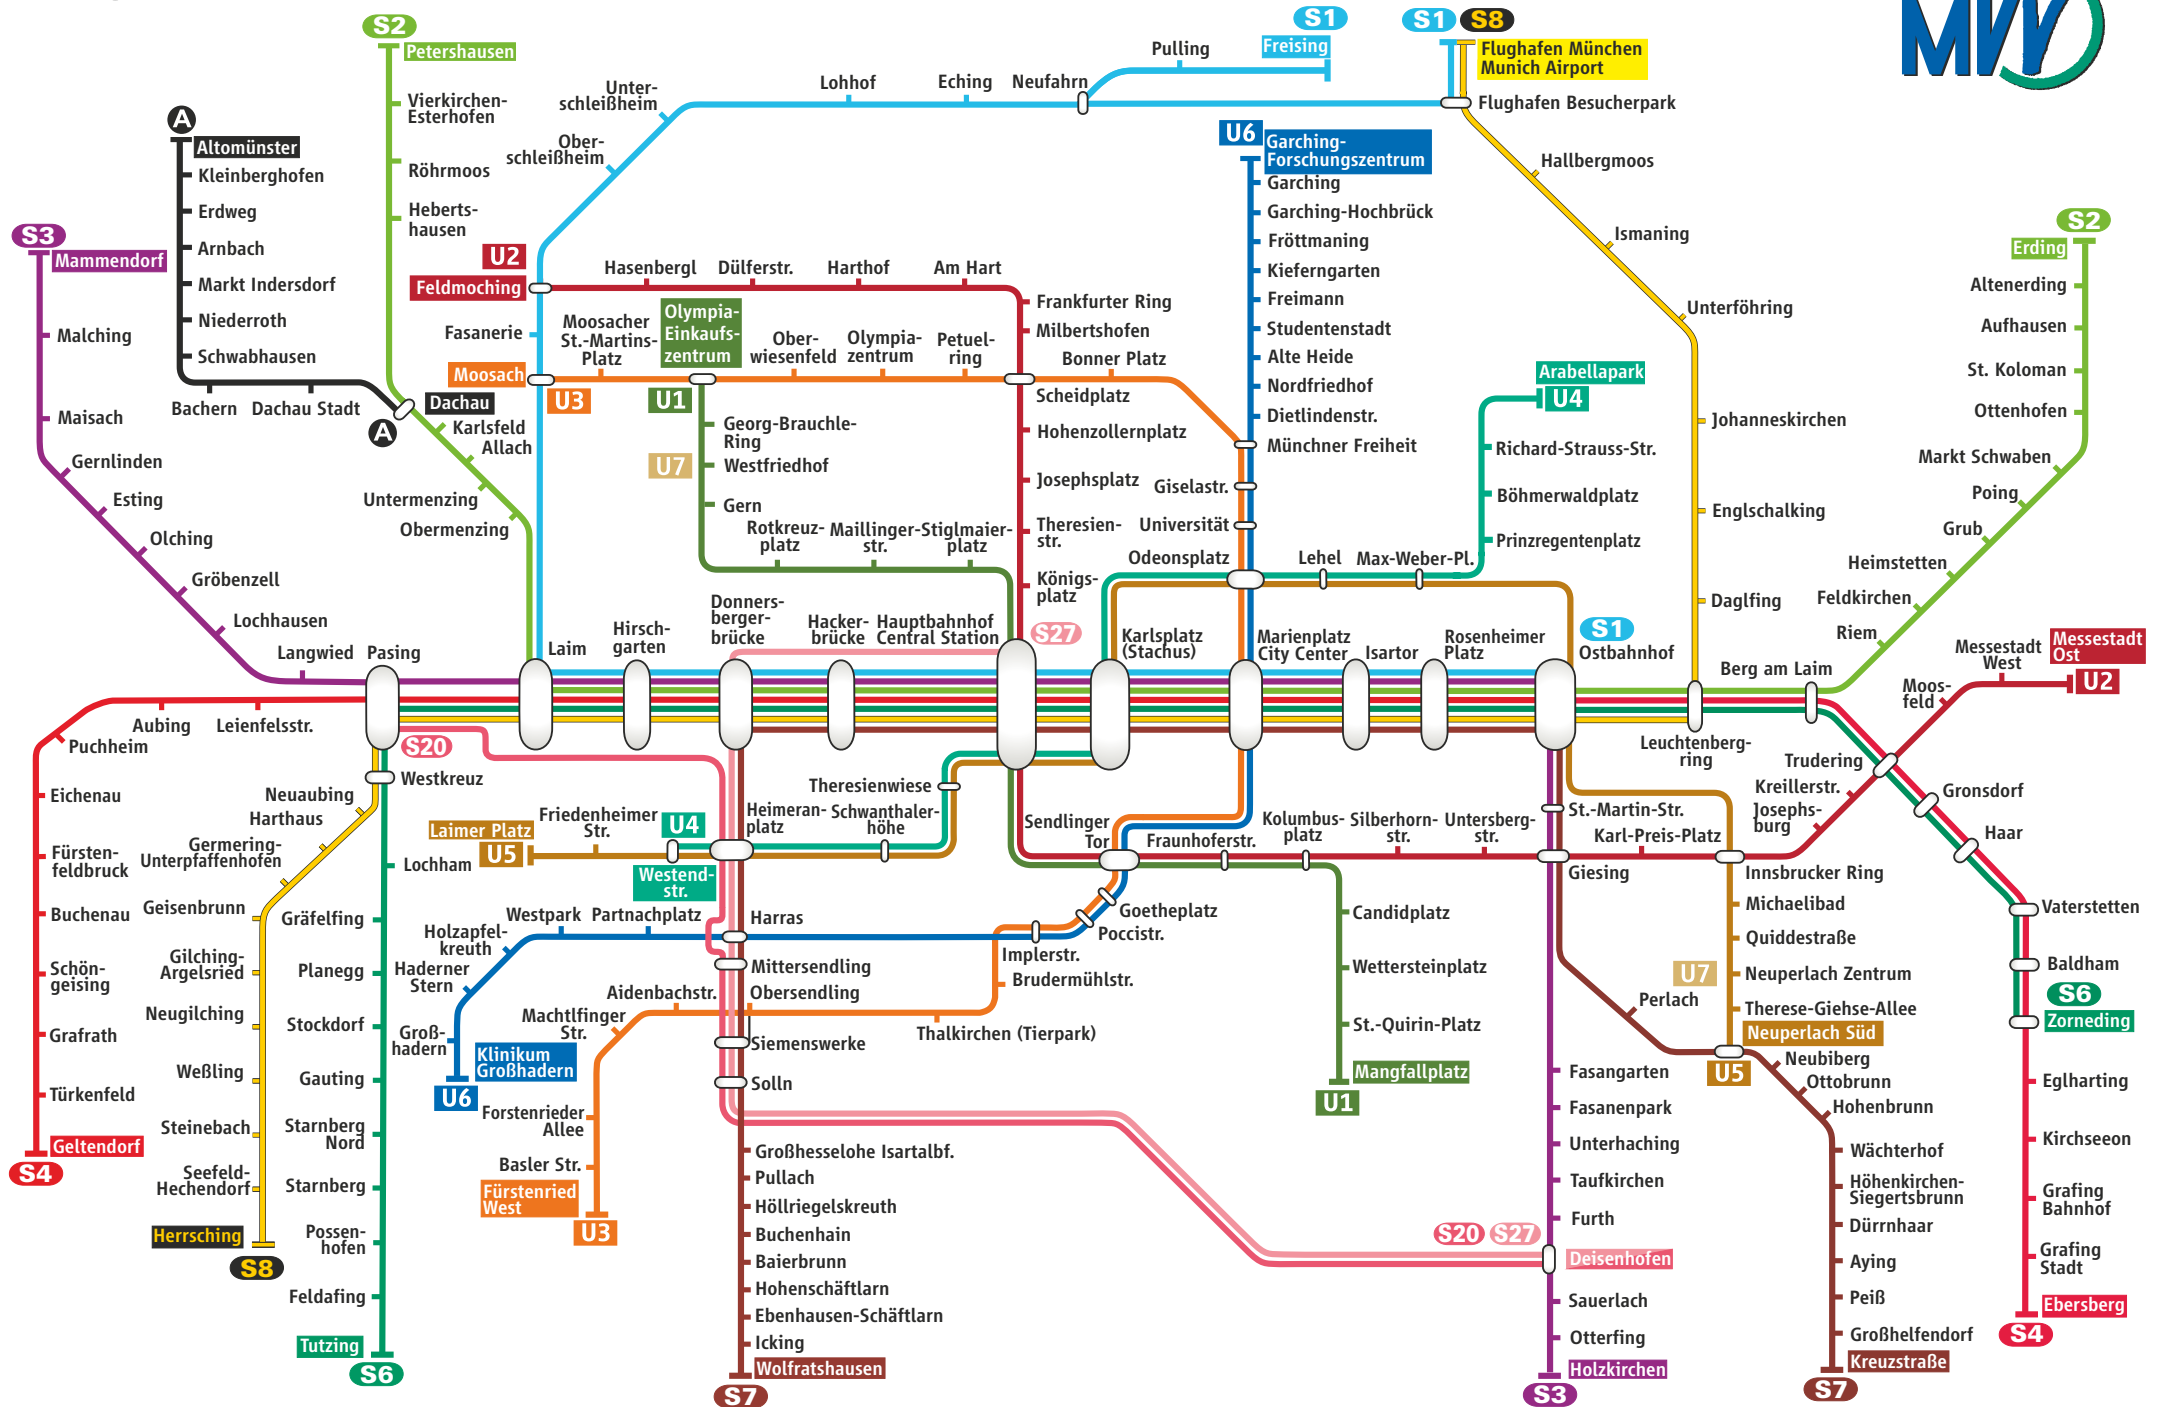 S2
Petershausen
Vierkirchen-
Esterhofen
Röhrmoos
Heberts-
hausen
A
Altomünster
Kleinberghofen
Erdweg
Arnbach
Markt Indersdorf
Niederroth
Schwabhausen
Bachern
Dachau Stadt
A
Dachau
Karlsfeld
Allach
Untermenzing
Obermenzing
S3
Mammendorf
Malching
Maisach
Gernlinden
Esting
Olching
Gröbenzell
Lochhausen
Langwied
Pasing
S1
Freising
Pulling
Neufahrn
Eching
Lohhof
Unter-
schleißheim
Ober-
schleißheim
S1
S8
Flughafen München
Munich Airport
Flughafen Besucherpark
MVV
Hallbergmoos
Ismaning
Unterföhring
Johanneskirchen
Englschalking
Daglfing
U2
Feldmoching
Hasenbergl
Dülferstr.
Harthof
Am Hart
Frankfurter Ring
Milbertshofen
Fasanerie
Moosach
U3
Moosacher
St.-Martins-
Platz
Olympia-
Einkaufs-
zentrum
U1
Ober-
wiesenfeld
Olympia-
zentrum
Petuel-
ring
Bonner Platz
Scheidplatz
Hohenzollernplatz
Josephsplatz
Theresien-
str.
Königs-
platz
Georg-Brauchle-
Ring
U7
Westfriedhof
Gern
Rotkreuz-
platz
Maillinger-
str.
Stiglmaier-
platz
U6
Garching-
Forschungszentrum
Garching
Garching-Hochbrück
Fröttmaning
Kieferngarten
Freimann
Studentenstadt
Alte Heide
Nordfriedhof
Dietlindenstr.
Münchner Freiheit
Giselastr.
Universität
Odeonsplatz
Lehel
Max-Weber-Pl.
Arabellapark
U4
Richard-Strauss-Str.
Böhmerwaldplatz
Prinzregentenplatz
S2
Erding
Altenerding
Aufhausen
St. Koloman
Ottenhofen
Markt Schwaben
Poing
Grub
Heimstetten
Feldkirchen
Riem
Berg am Laim
Leuchtenberg-
ring
Messestadt
West
Messestadt
Ost
U2
Moos-
feld
Trudering
Kreillerstr.
Josephs-
burg
Gronsdorf
Haar
Vaterstetten
Baldham
S6
Zorneding
Eglharting
Kirchseeon
Grafing
Bahnhof
Grafing
Stadt
Ebersberg
S4
Laim
Hirsch-
garten
Donners-
berger-
brücke
Hacker-
brücke
Hauptbahnhof
Central Station
S27
Karlsplatz
(Stachus)
Marienplatz
City Center
Isartor
Rosenheimer
Platz
S1
Ostbahnhof
Aubing
Leienfelsstr.
Puchheim
Eichenau
Fürsten-
feldbruck
Buchenau
Schön-
geising
Grafrath
Türkenfeld
Geltendorf
S4
S20
Westkreuz
Neuaubing
Harthaus
Germering-
Unterpfaffenhofen
Geisenbrunn
Gilching-
Argelsried
Neugilching
Weßling
Steinebach
Seefeld-
Hechendorf
Herrsching
S8
Lochham
Gräfelfing
Planegg
Stockdorf
Gauting
Starnberg
Nord
Starnberg
Possen-
hofen
Feldafing
Tutzing
S6
Laimer Platz
U5
Friedenheimer
Str.
U4
Westend-
str.
Heimeran-
platz
Schwanthaler-
höhe
Theresienwiese
Sendlinger
Tor
Fraunhoferstr.
Kolumbus-
platz
Silberhorn-
str.
Untersberg-
str.
St.-Martin-Str.
Karl-Preis-Platz
Giesing
Innsbrucker Ring
Michaelibad
Quiddestraße
U7
Neuperlach Zentrum
Therese-Giehse-Allee
Neuperlach Süd
U5
Perlach
Neubiberg
Ottobrunn
Hohenbrunn
Wächterhof
Höhenkirchen-
Siegertsbrunn
Dürrnhaar
Aying
Peiß
Großhelfendorf
Kreuzstraße
S7
Candidplatz
Wettersteinplatz
St.-Quirin-Platz
Mangfallplatz
U1
Goetheplatz
Poccistr.
Implerstr.
Brudermühlstr.
Thalkirchen (Tierpark)
Harras
Partnachplatz
Westpark
Holzapfel-
kreuth
Haderner
Stern
Groß-
hadern
Klinikum
Großhadern
U6
Mittersendling
Obersendling
Aidenbachstr.
Machtlfinger
Str.
Forstenrieder
Allee
Basler Str.
Fürstenried
West
U3
Siemenswerke
Solln
Großhesselohe Isartalbf.
Pullach
Höllriegelskreuth
Buchenhain
Baierbrunn
Hohenschäftlarn
Ebenhausen-Schäftlarn
Icking
Wolfratshausen
S7
Fasangarten
Fasanenpark
Unterhaching
Taufkirchen
Furth
S20
S27
Deisenhofen
Sauerlach
Otterfing
Holzkirchen
S3